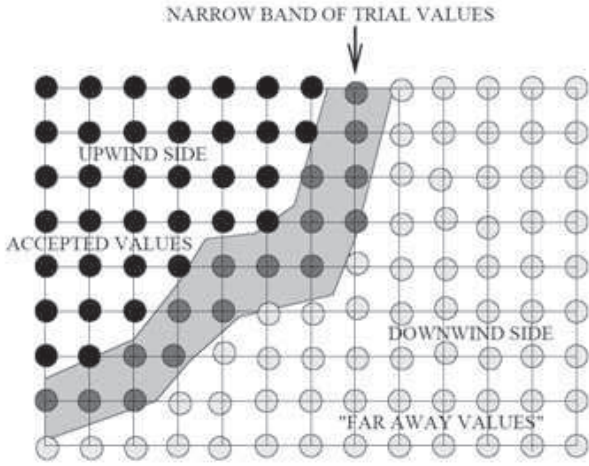 NARROW BAND OF TRIAL VALUES
UPWIND SIDE
ACCEPTED VALUES
DOWNWIND SIDE
"FAR AWAY VALUES"